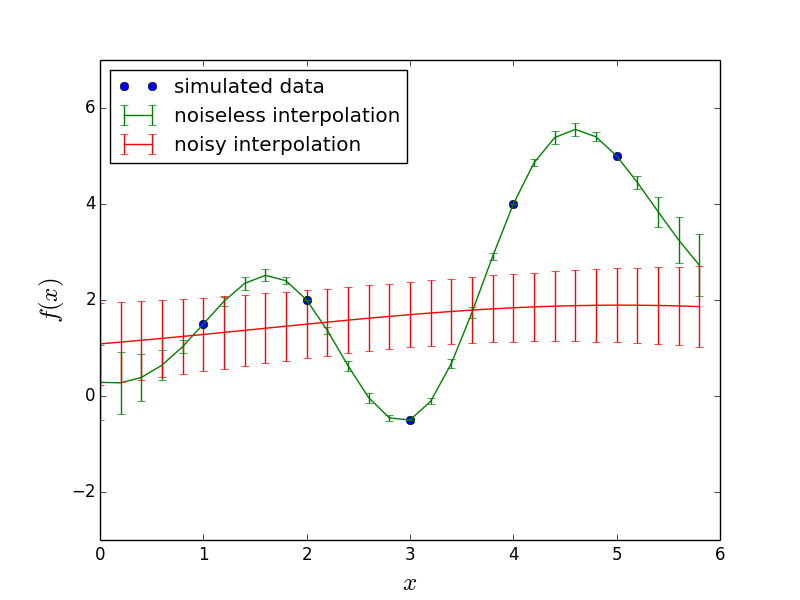 simulated data
noiseless interpolation
noisy interpolation
6
4
2
0
−2
f(x)
0 1 2 3 4 5 6
x